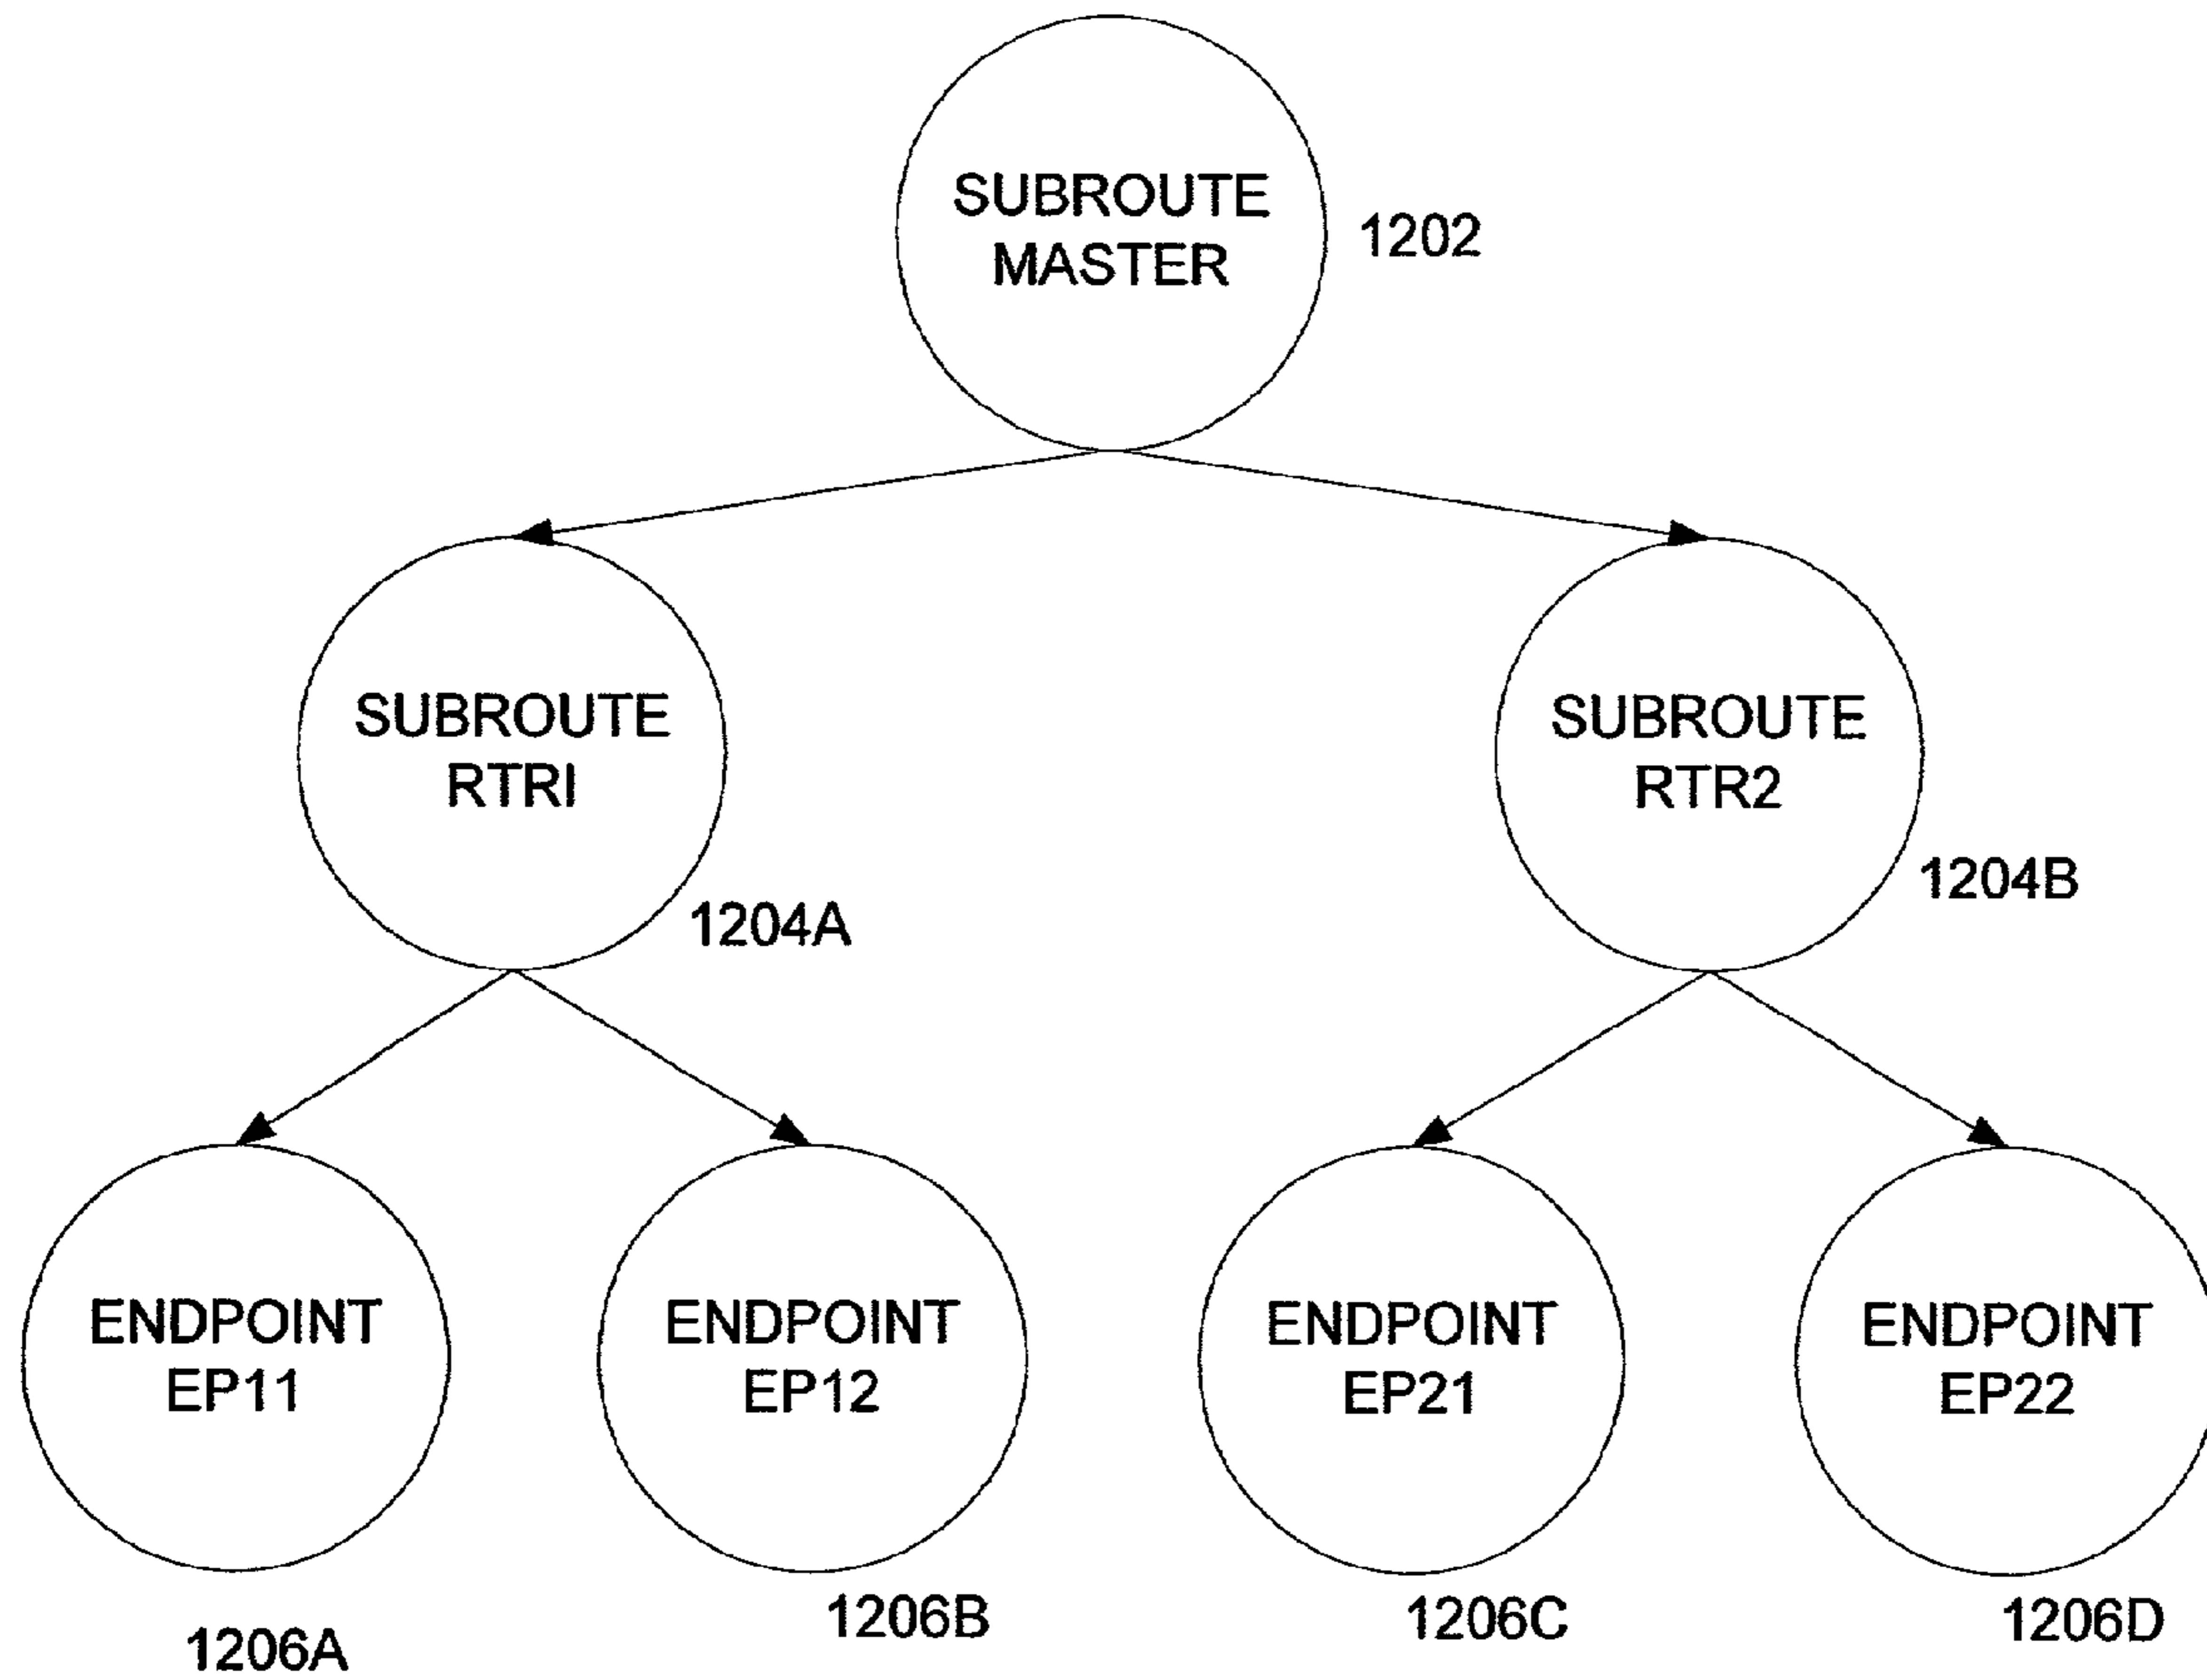 SUBROUTE
MASTER
1202
SUBROUTE
RTRI
1204A
SUBROUTE
RTR2
1204B
ENDPOINT
EP11
1206A
ENDPOINT
EP12
1206B
ENDPOINT
EP21
1206C
ENDPOINT
EP22
1206D